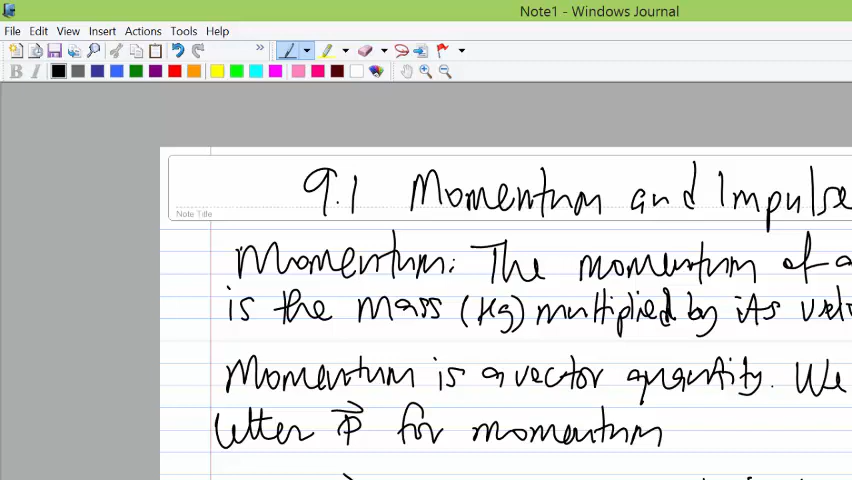 Note1 - Windows Journal
File Edit View Insert Actions Tools Help
B I
9.1 Momentum and Impulse
Note Title
Momentum: The momentum of a
is the mass (Kg) multiplied by its velo
Momentum is a vector quantity. We
letter P for momentum